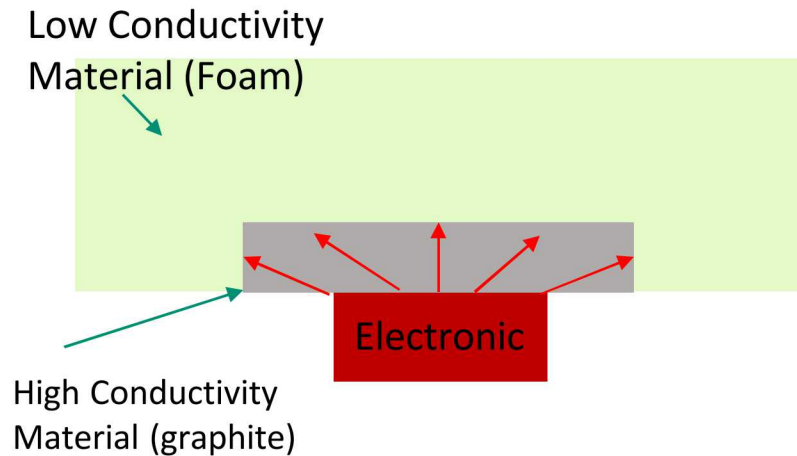 Low Conductivity
Material (Foam)
Electronic
High Conductivity
Material (graphite)